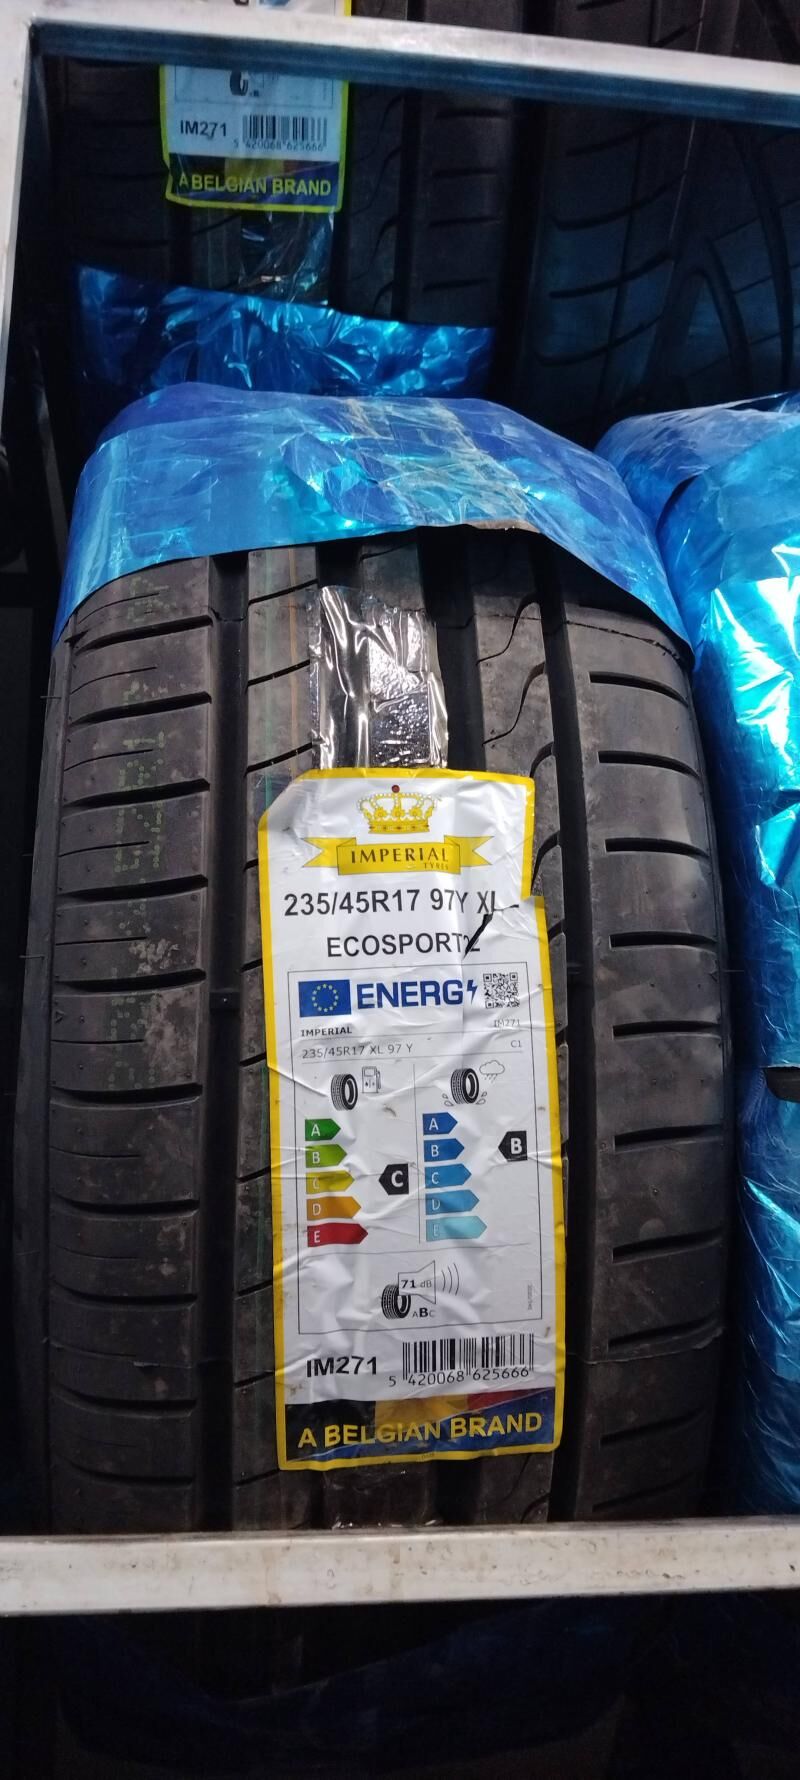 IM271
5 420068 625666
A BELGIAN BRAND
IMPERIAL
TYRES
235/45R17 97Y XL
ECOSPORT2
ENERG
IMPERIAL
IM271
235/45R17 XL 97 Y
C1
A
B
C
D
E
C
A
B
C
D
E
B
71 dB
ABC
IM271
5 420068 625666
A BELGIAN BRAND